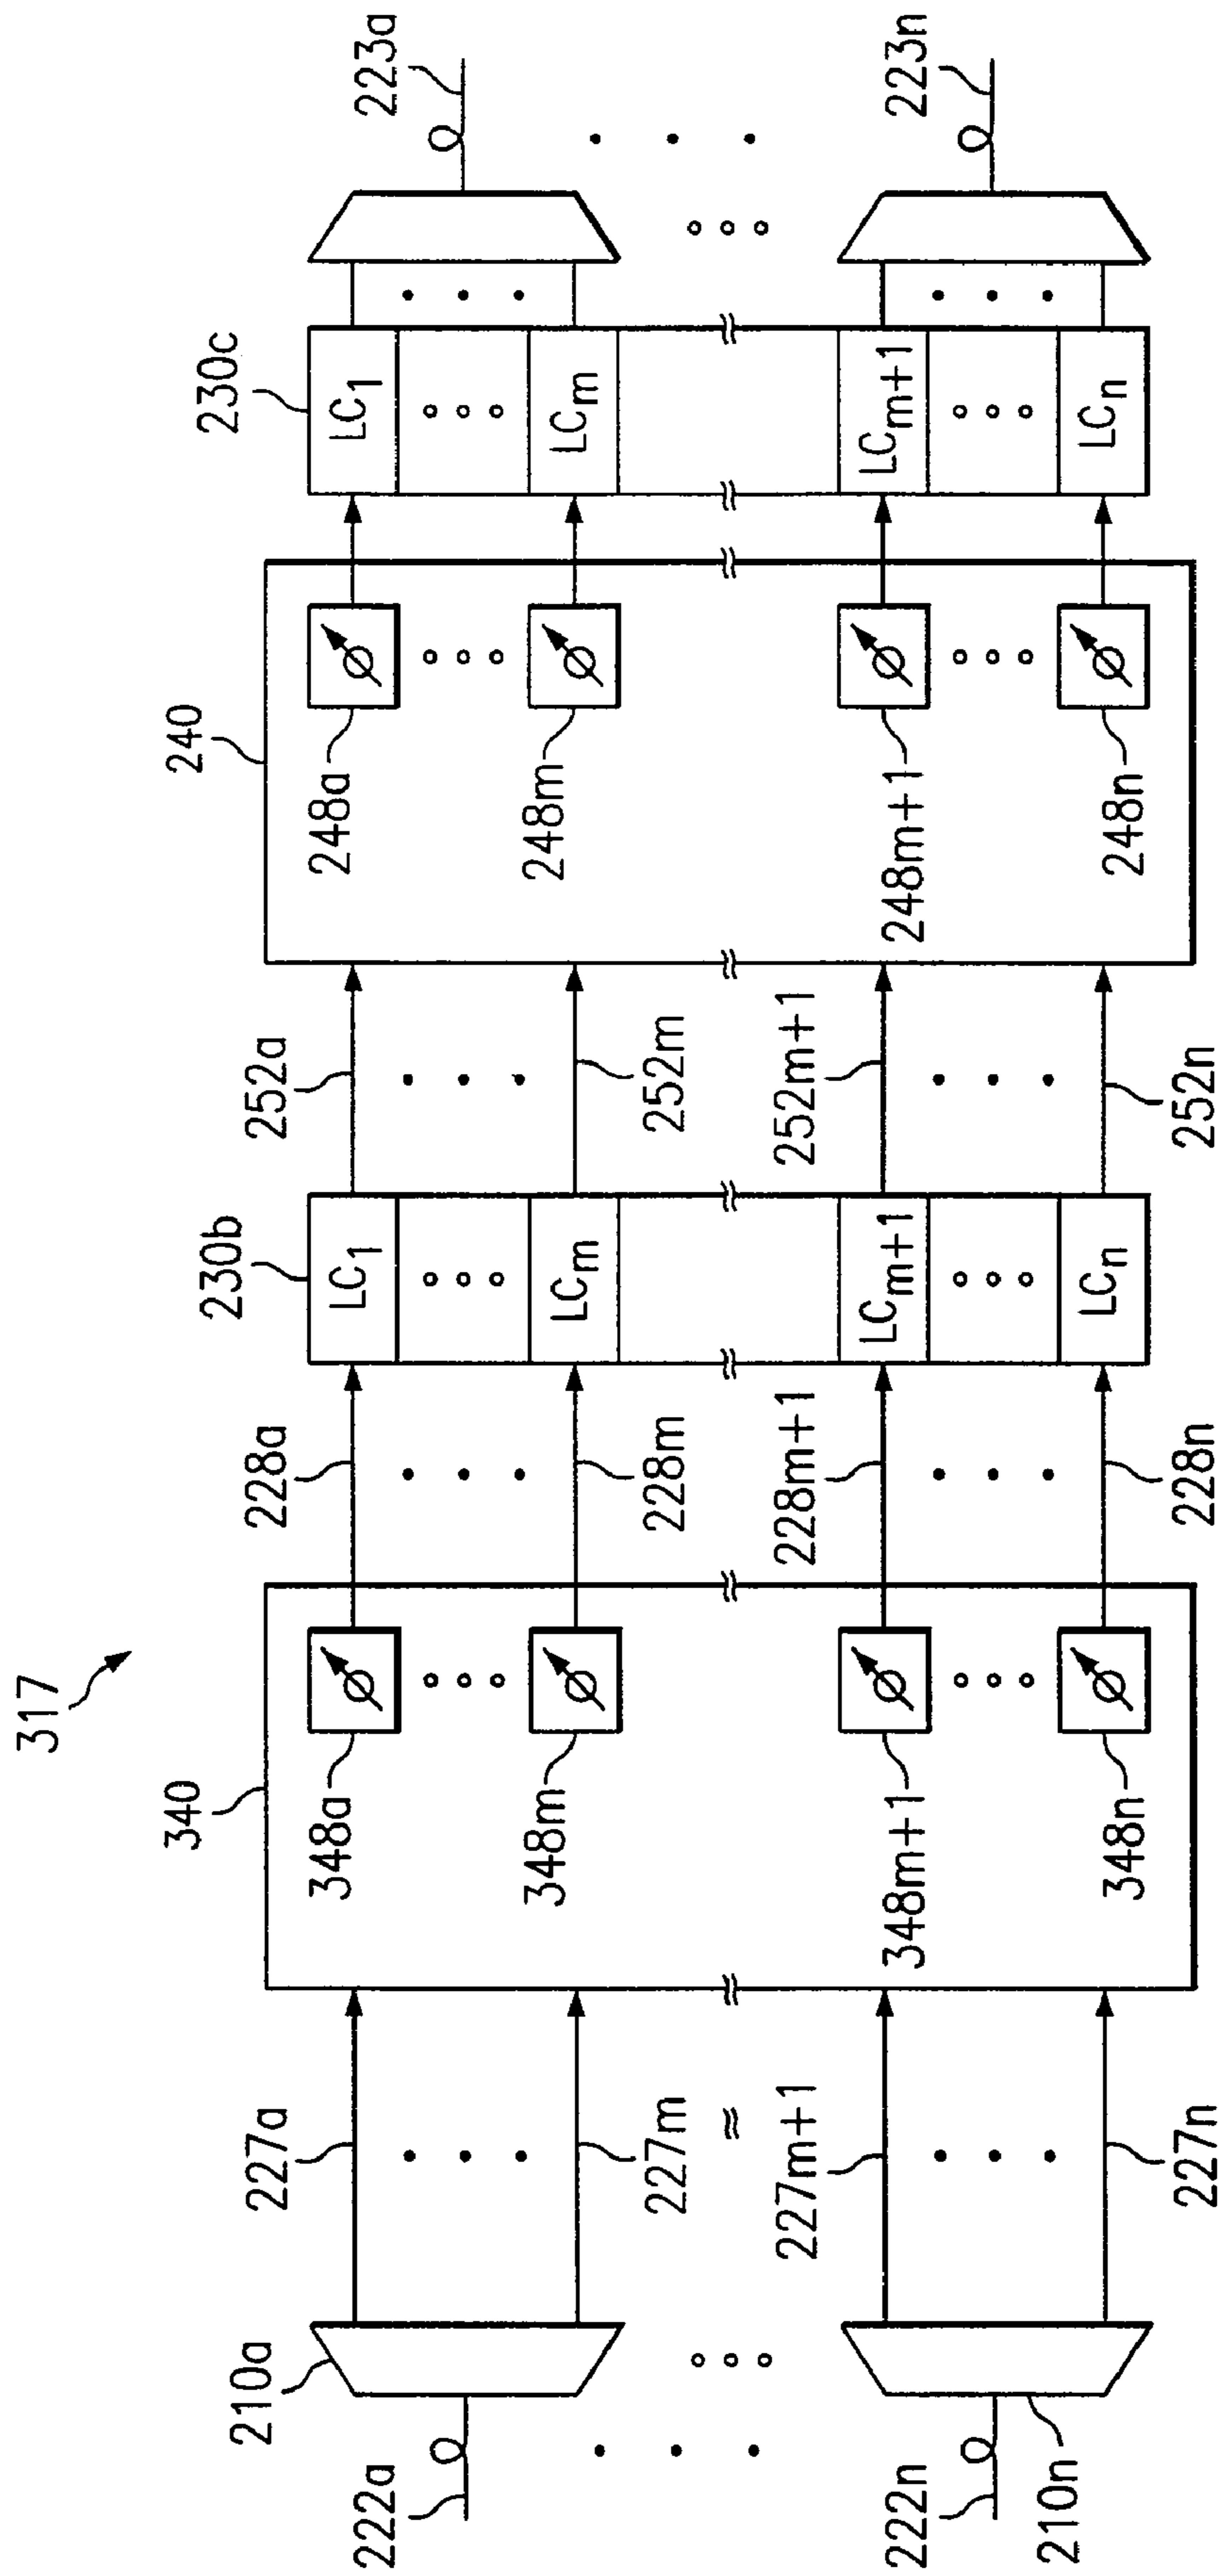 317
222a
210a
227a
340
348a
228a
230b
LC1
252a
240
248a
230c
LC1
223a
227m
348m
228m
LCm
252m
248m
LCm
≈
227m+1
348m+1
228m+1
LCm+1
252m+1
248m+1
LCm+1
222n
210n
227n
348n
228n
LCn
252n
248n
LCn
223n